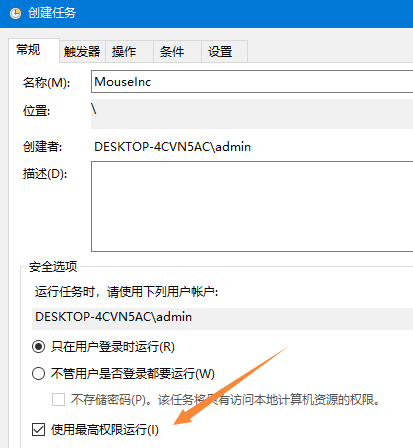 创建任务
常规 触发器 操作 条件 设置
名称(M): MouseInc
位置: \
创建者: DESKTOP-4CVN5AC\admin
描述(D):
安全选项
运行任务时，请使用下列用户帐户:
DESKTOP-4CVN5AC\admin
只在用户登录时运行(R)
不管用户是否登录都要运行(W)
不存储密码(P)。该任务将只有访问本地计算机资源的权限。
使用最高权限运行(I)